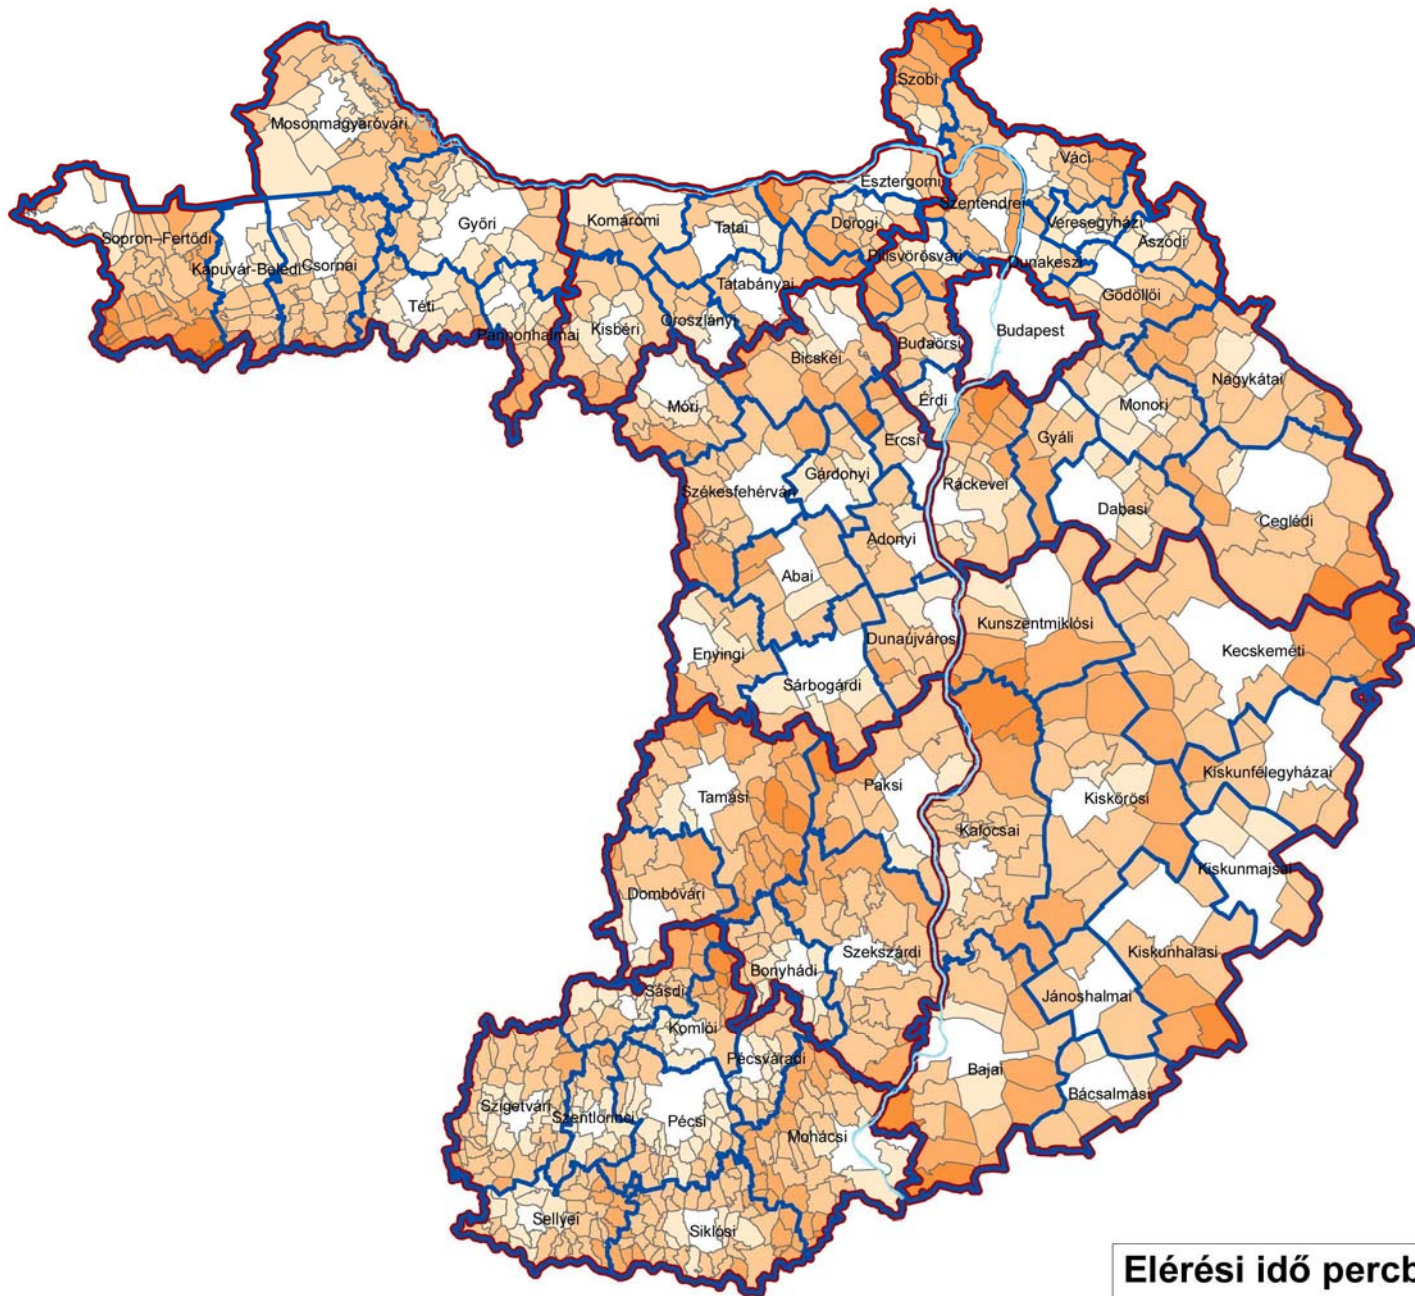 Szobi
Mosonmagyaróvári
Váci
Esztergomi
Szentendrei
Győri
Komáromi
Tatai
Dorogi
Veresegyházi
Aszódi
Sopron–Fertődi
Kapuvár-Beledi
Csornai
Pilisvörösvári
Dunakeszi
Gödöllői
Téti
Tatabányai
Pannonhalmai
Kisbéri
Oroszlányi
Bicskei
Budaörsi
Budapest
Nagykátai
Móri
Érdi
Monori
Ercsi
Gyáli
Székesfehérvári
Gárdonyi
Ráckevei
Dabasi
Ceglédi
Adonyi
Abai
Kunszentmiklósi
Dunaújvárosi
Enyingi
Kecskeméti
Sárbogárdi
Kiskunfélegyházai
Paksi
Tamási
Kiskőrösi
Kalocsai
Kiskunmajsai
Dombóvári
Szekszárdi
Kiskunhalasi
Bonyhádi
Sásdi
Jánoshalmai
Komlói
Pécsváradi
Bajai
Bácsalmási
Szigetvári
Szentlőrinci
Pécsi
Mohácsi
Sellyei
Siklósi
Elérési idő percb